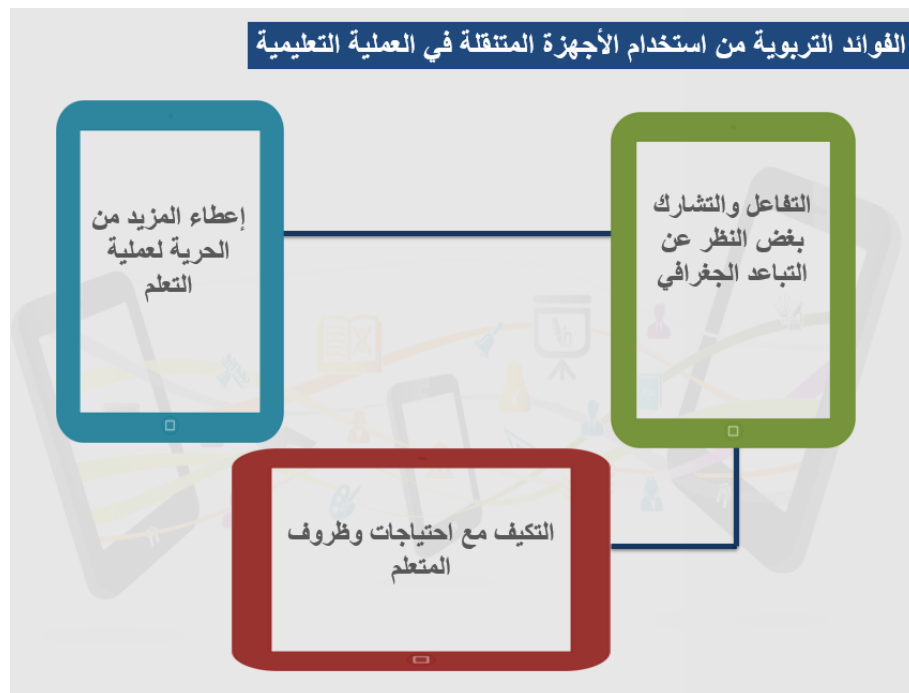 الفوائد التربوية من استخدام الأجهزة المتنقلة في العملية التعليمية
التفاعل والتشارك
بغض النظر عن
التباعد الجغرافي
إعطاء المزيد من
الحرية لعملية
التعلم
التكيف مع احتياجات وظروف
المتعلم